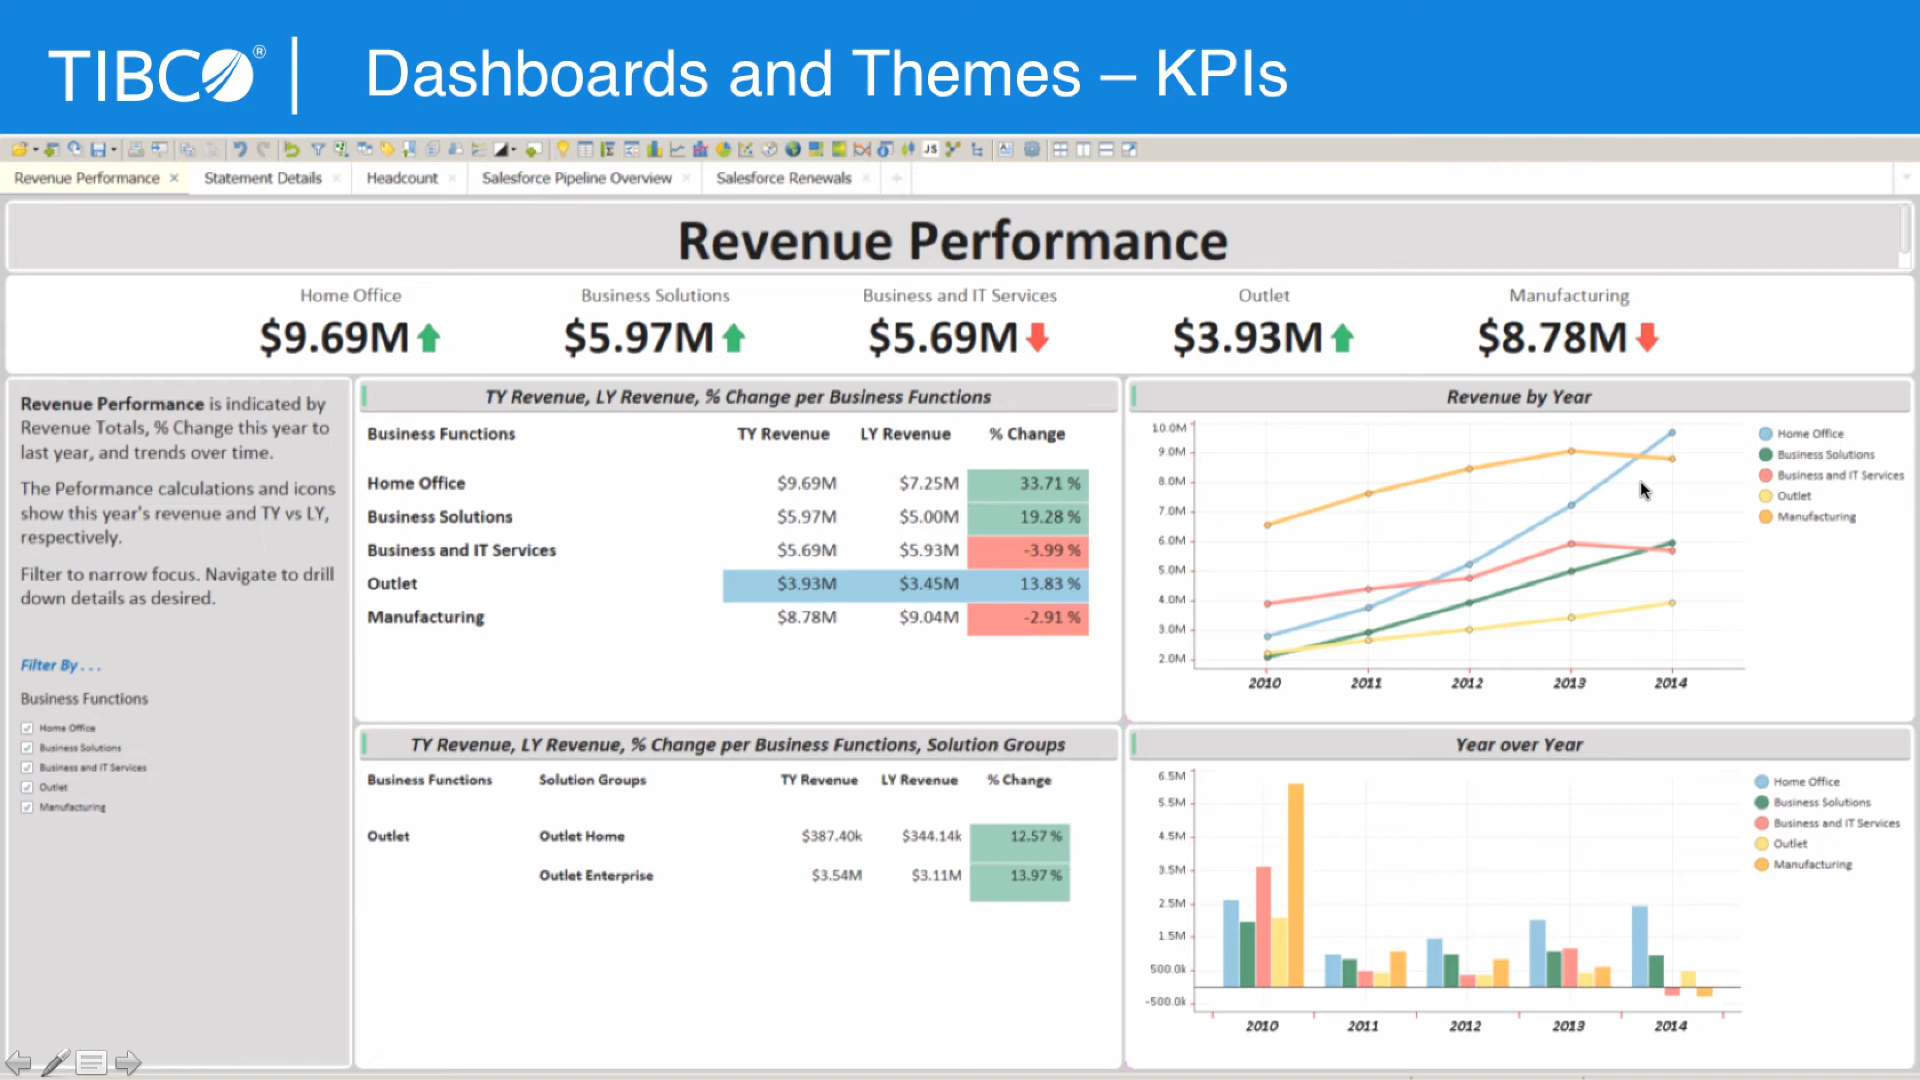 TIBCO® | Dashboards and Themes – KPIs
JS
Revenue Performance × Statement Details × Headcount × Salesforce Pipeline Overview × Salesforce Renewals × +
Revenue Performance
Home Office Business Solutions Business and IT Services Outlet Manufacturing
$9.69M $5.97M $5.69M $3.93M $8.78M
Revenue Performance is indicated by
Revenue Totals, % Change this year to
last year, and trends over time.
The Peformance calculations and icons
show this year's revenue and TY vs LY,
respectively.
Filter to narrow focus. Navigate to drill
down details as desired.
Filter By . . .
Business Functions
Home Office
Business Solutions
Business and IT Services
Outlet
Manufacturing
TY Revenue, LY Revenue, % Change per Business Functions
Business Functions TY Revenue LY Revenue % Change
Home Office $9.69M $7.25M 33.71 %
Business Solutions $5.97M $5.00M 19.28 %
Business and IT Services $5.69M $5.93M -3.99 %
Outlet $3.93M $3.45M 13.83 %
Manufacturing $8.78M $9.04M -2.91 %
Revenue by Year
10.0M
9.0M
8.0M
7.0M
6.0M
5.0M
4.0M
3.0M
2.0M
2010 2011 2012 2013 2014
Home Office
Business Solutions
Business and IT Services
Outlet
Manufacturing
TY Revenue, LY Revenue, % Change per Business Functions, Solution Groups
Business Functions Solution Groups TY Revenue LY Revenue % Change
Outlet Outlet Home $387.40k $344.14k 12.57 %
Outlet Enterprise $3.54M $3.11M 13.97 %
Year over Year
6.5M
5.5M
4.5M
3.5M
2.5M
1.5M
500.0k
-500.0k
2010 2011 2012 2013 2014
Home Office
Business Solutions
Business and IT Services
Outlet
Manufacturing